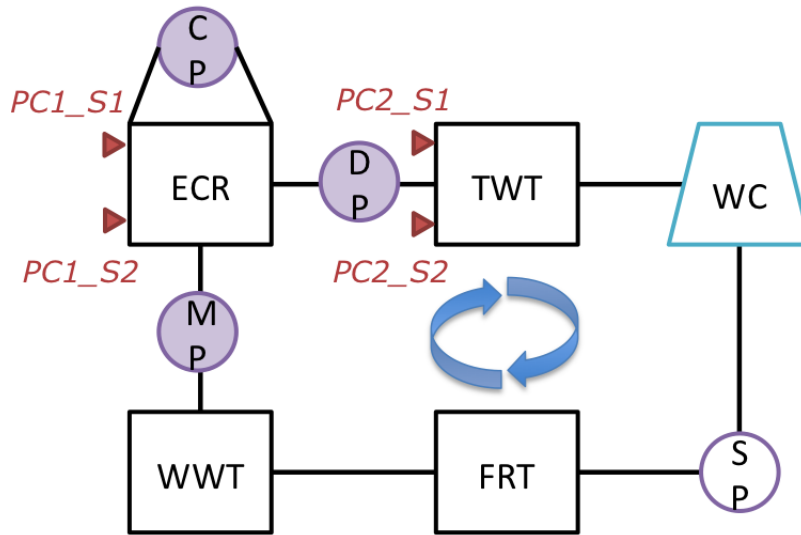 C
P
PC1_S1
PC2_S1
ECR
D
P
TWT
WC
PC1_S2
PC2_S2
M
P
WWT
FRT
S
P